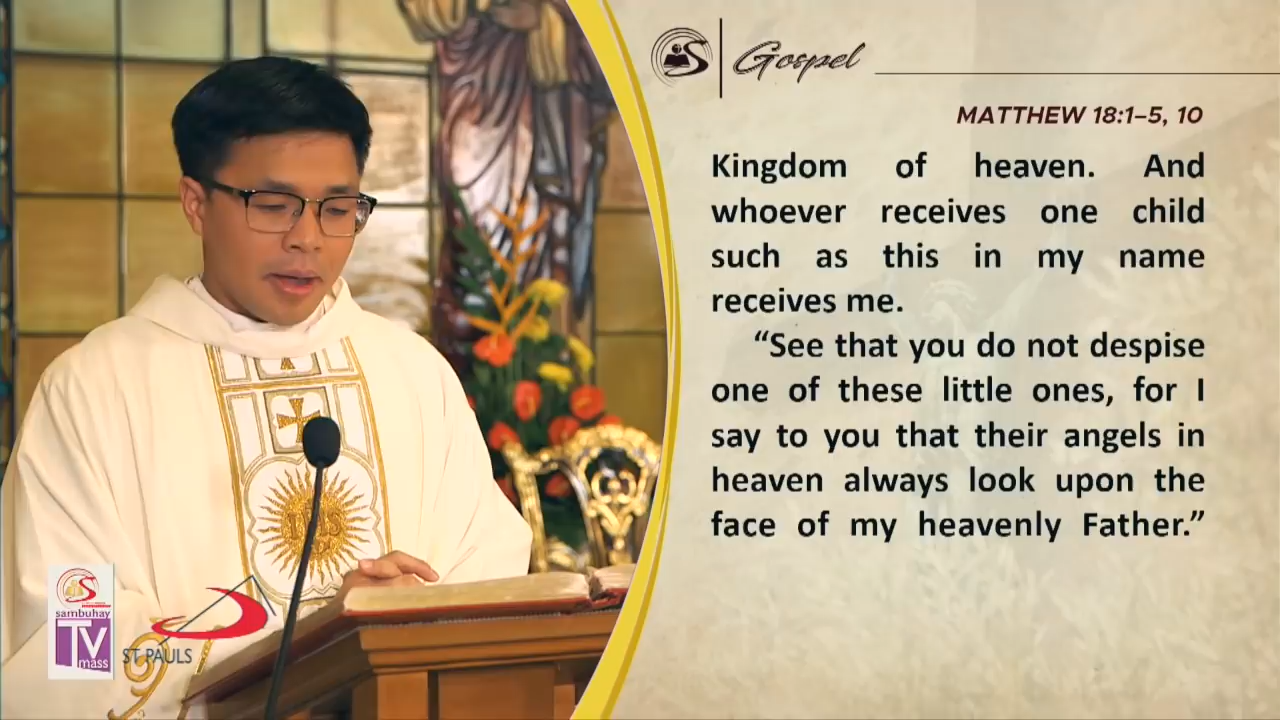 Gospel
MATTHEW 18:1–5, 10
Kingdom of heaven. And
whoever receives one child
such as this in my name
receives me.
“See that you do not despise
one of these little ones, for I
say to you that their angels in
heaven always look upon the
face of my heavenly Father.”
IHS
sambuhay
TV
mass
ST PAULS